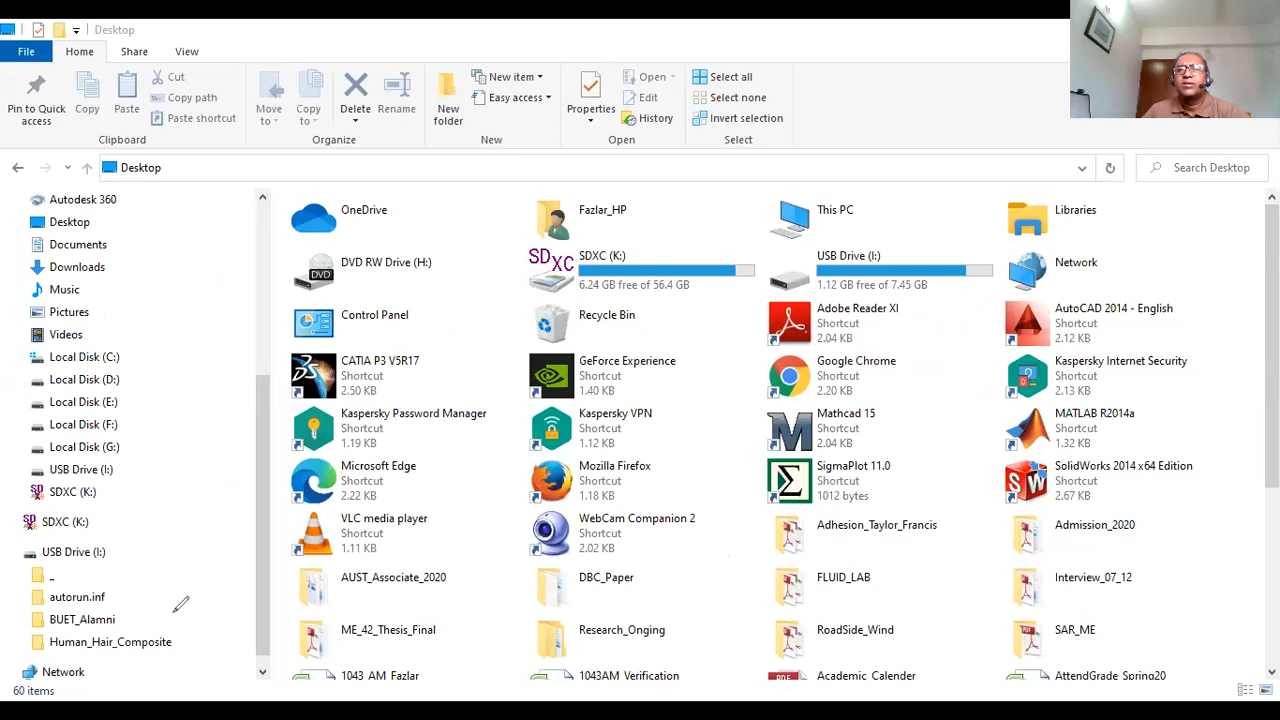 Desktop
File Home Share View
Pin to Quick access
Copy
Paste
Cut
Copy path
Paste shortcut
Clipboard
Move to
Copy to
Delete
Rename
Organize
New folder
New item
Easy access
New
Properties
Open
Edit
History
Open
Select all
Select none
Invert selection
Select
Desktop
Search Desktop
Autodesk 360
Desktop
Documents
Downloads
Music
Pictures
Videos
Local Disk (C:)
Local Disk (D:)
Local Disk (E:)
Local Disk (F:)
Local Disk (G:)
USB Drive (I:)
SDXC (K:)
SDXC (K:)
USB Drive (I:)
_
autorun.inf
BUET_Alamni
Human_Hair_Composite
Network
OneDrive
Fazlar_HP
This PC
Libraries
DVD RW Drive (H:)
SDXC (K:)
6.24 GB free of 56.4 GB
USB Drive (I:)
1.12 GB free of 7.45 GB
Network
Control Panel
Recycle Bin
Adobe Reader XI
Shortcut
2.04 KB
AutoCAD 2014 - English
Shortcut
2.12 KB
CATIA P3 V5R17
Shortcut
2.50 KB
GeForce Experience
Shortcut
1.40 KB
Google Chrome
Shortcut
2.20 KB
Kaspersky Internet Security
Shortcut
2.13 KB
Kaspersky Password Manager
Shortcut
1.19 KB
Kaspersky VPN
Shortcut
1.12 KB
Mathcad 15
Shortcut
2.04 KB
MATLAB R2014a
Shortcut
1.32 KB
Microsoft Edge
Shortcut
2.22 KB
Mozilla Firefox
Shortcut
1.18 KB
SigmaPlot 11.0
Shortcut
1012 bytes
SolidWorks 2014 x64 Edition
Shortcut
2.67 KB
VLC media player
Shortcut
1.11 KB
WebCam Companion 2
Shortcut
2.02 KB
Adhesion_Taylor_Francis
Admission_2020
AUST_Associate_2020
DBC_Paper
FLUID_LAB
Interview_07_12
ME_42_Thesis_Final
Research_Onging
RoadSide_Wind
SAR_ME
1043_AM_Fazlar
1043AM_Verification
Academic_Calender
AttendGrade_Spring20
60 items